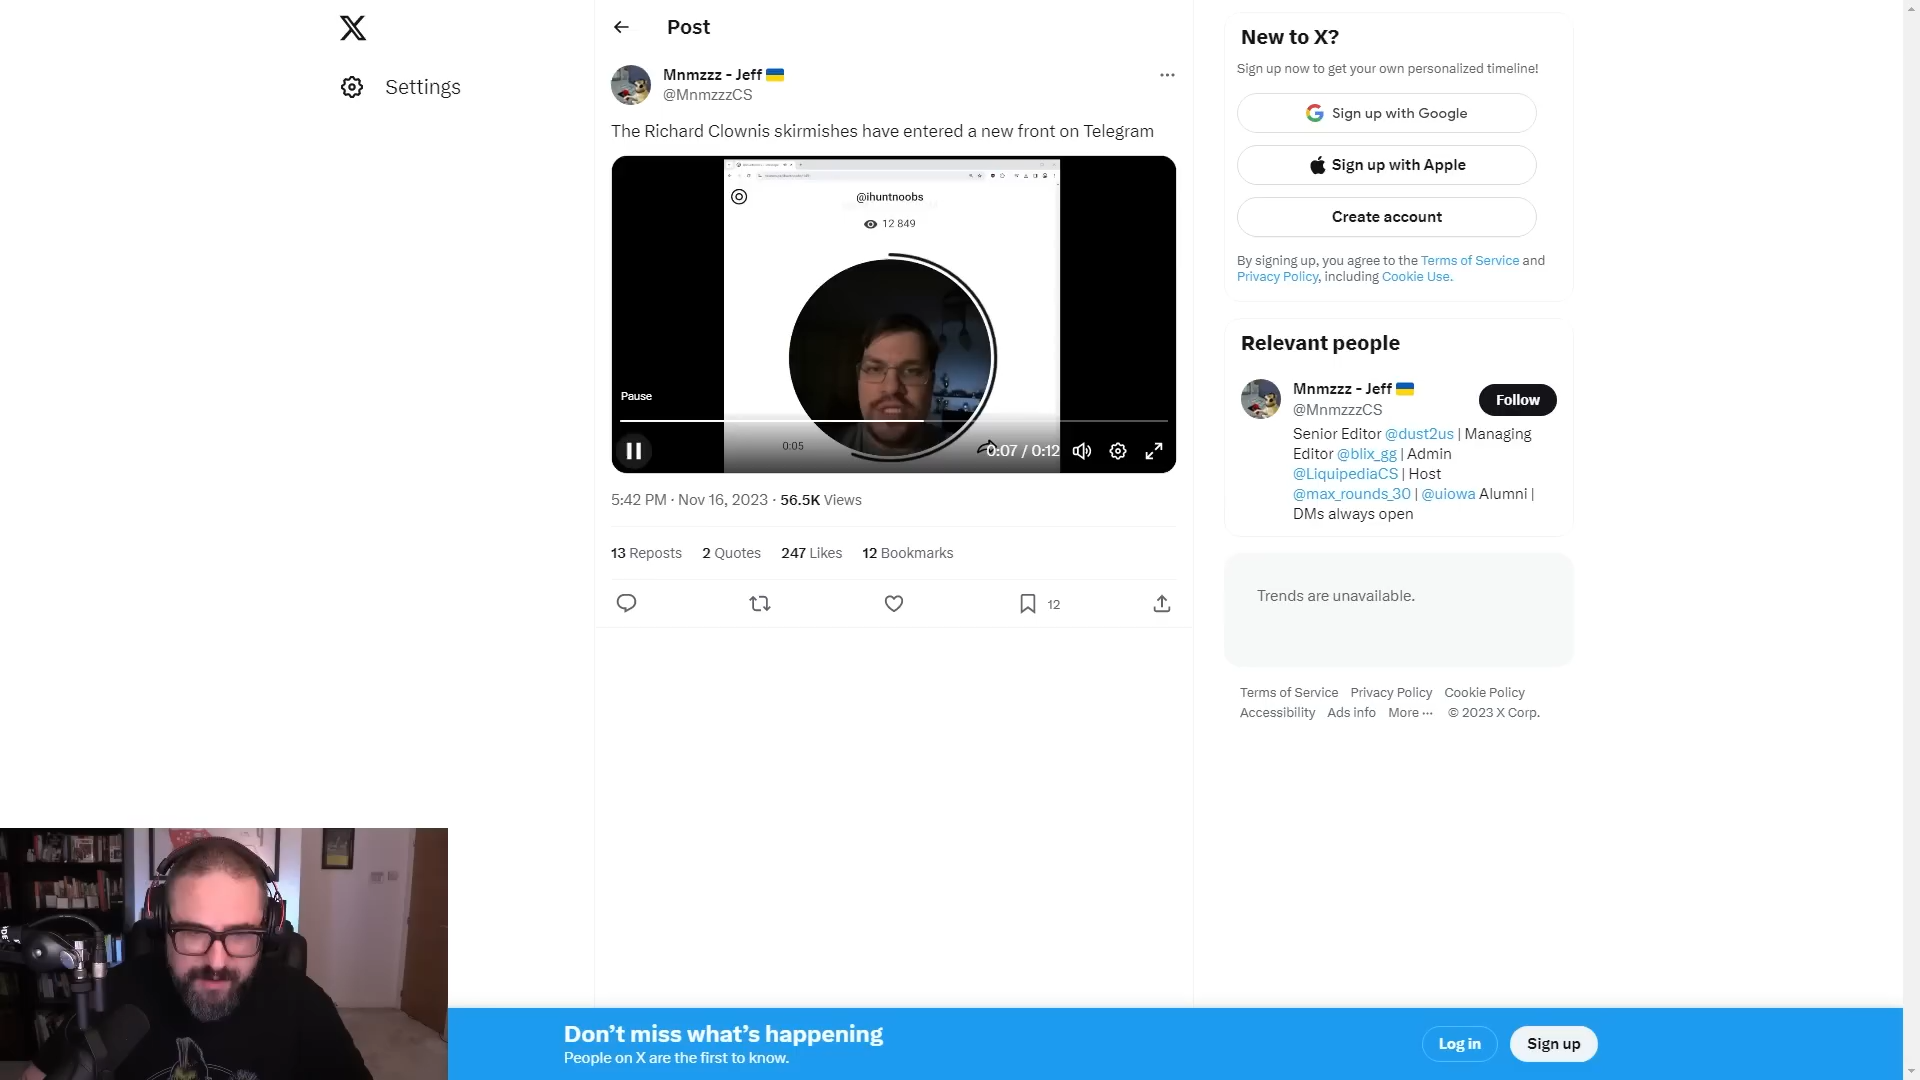 Settings
Post
Mnmzzz - Jeff 🇺🇦
@MnmzzzCS
The Richard Clownis skirmishes have entered a new front on Telegram
@ihuntnoobs
12 849
Pause
0:05
0:07 / 0:12
5:42 PM · Nov 16, 2023 · 56.5K Views
13 Reposts 2 Quotes 247 Likes 12 Bookmarks
12
New to X?
Sign up now to get your own personalized timeline!
Sign up with Google
Sign up with Apple
Create account
By signing up, you agree to the Terms of Service and
Privacy Policy, including Cookie Use.
Relevant people
Mnmzzz - Jeff 🇺🇦
@MnmzzzCS
Follow
Senior Editor @dust2us | Managing
Editor @blix_gg | Admin
@LiquipediaCS | Host
@max_rounds_30 | @uiowa Alumni |
DMs always open
Trends are unavailable.
Terms of Service Privacy Policy Cookie Policy
Accessibility Ads info More ··· © 2023 X Corp.
Don’t miss what’s happening
People on X are the first to know.
Log in
Sign up